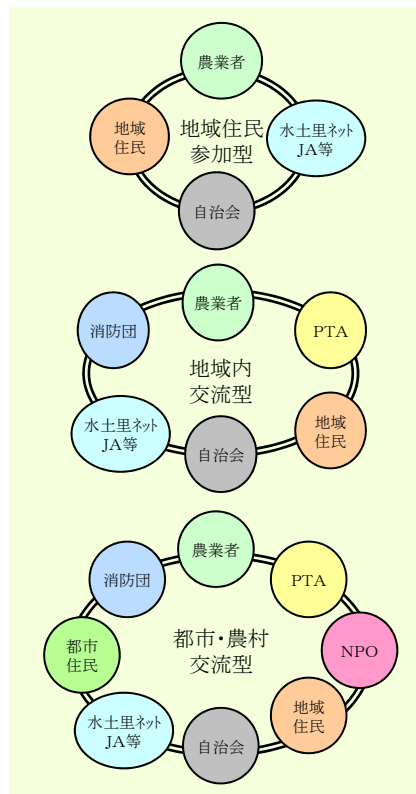 農業者
地域
住民
地域住民
参加型
水土里ネット
JA等
自治会
農業者
消防団
PTA
地域内
交流型
水土里ネット
JA等
地域
住民
自治会
農業者
消防団
PTA
都市
住民
都市・農村
交流型
NPO
水土里ネット
JA等
地域
住民
自治会